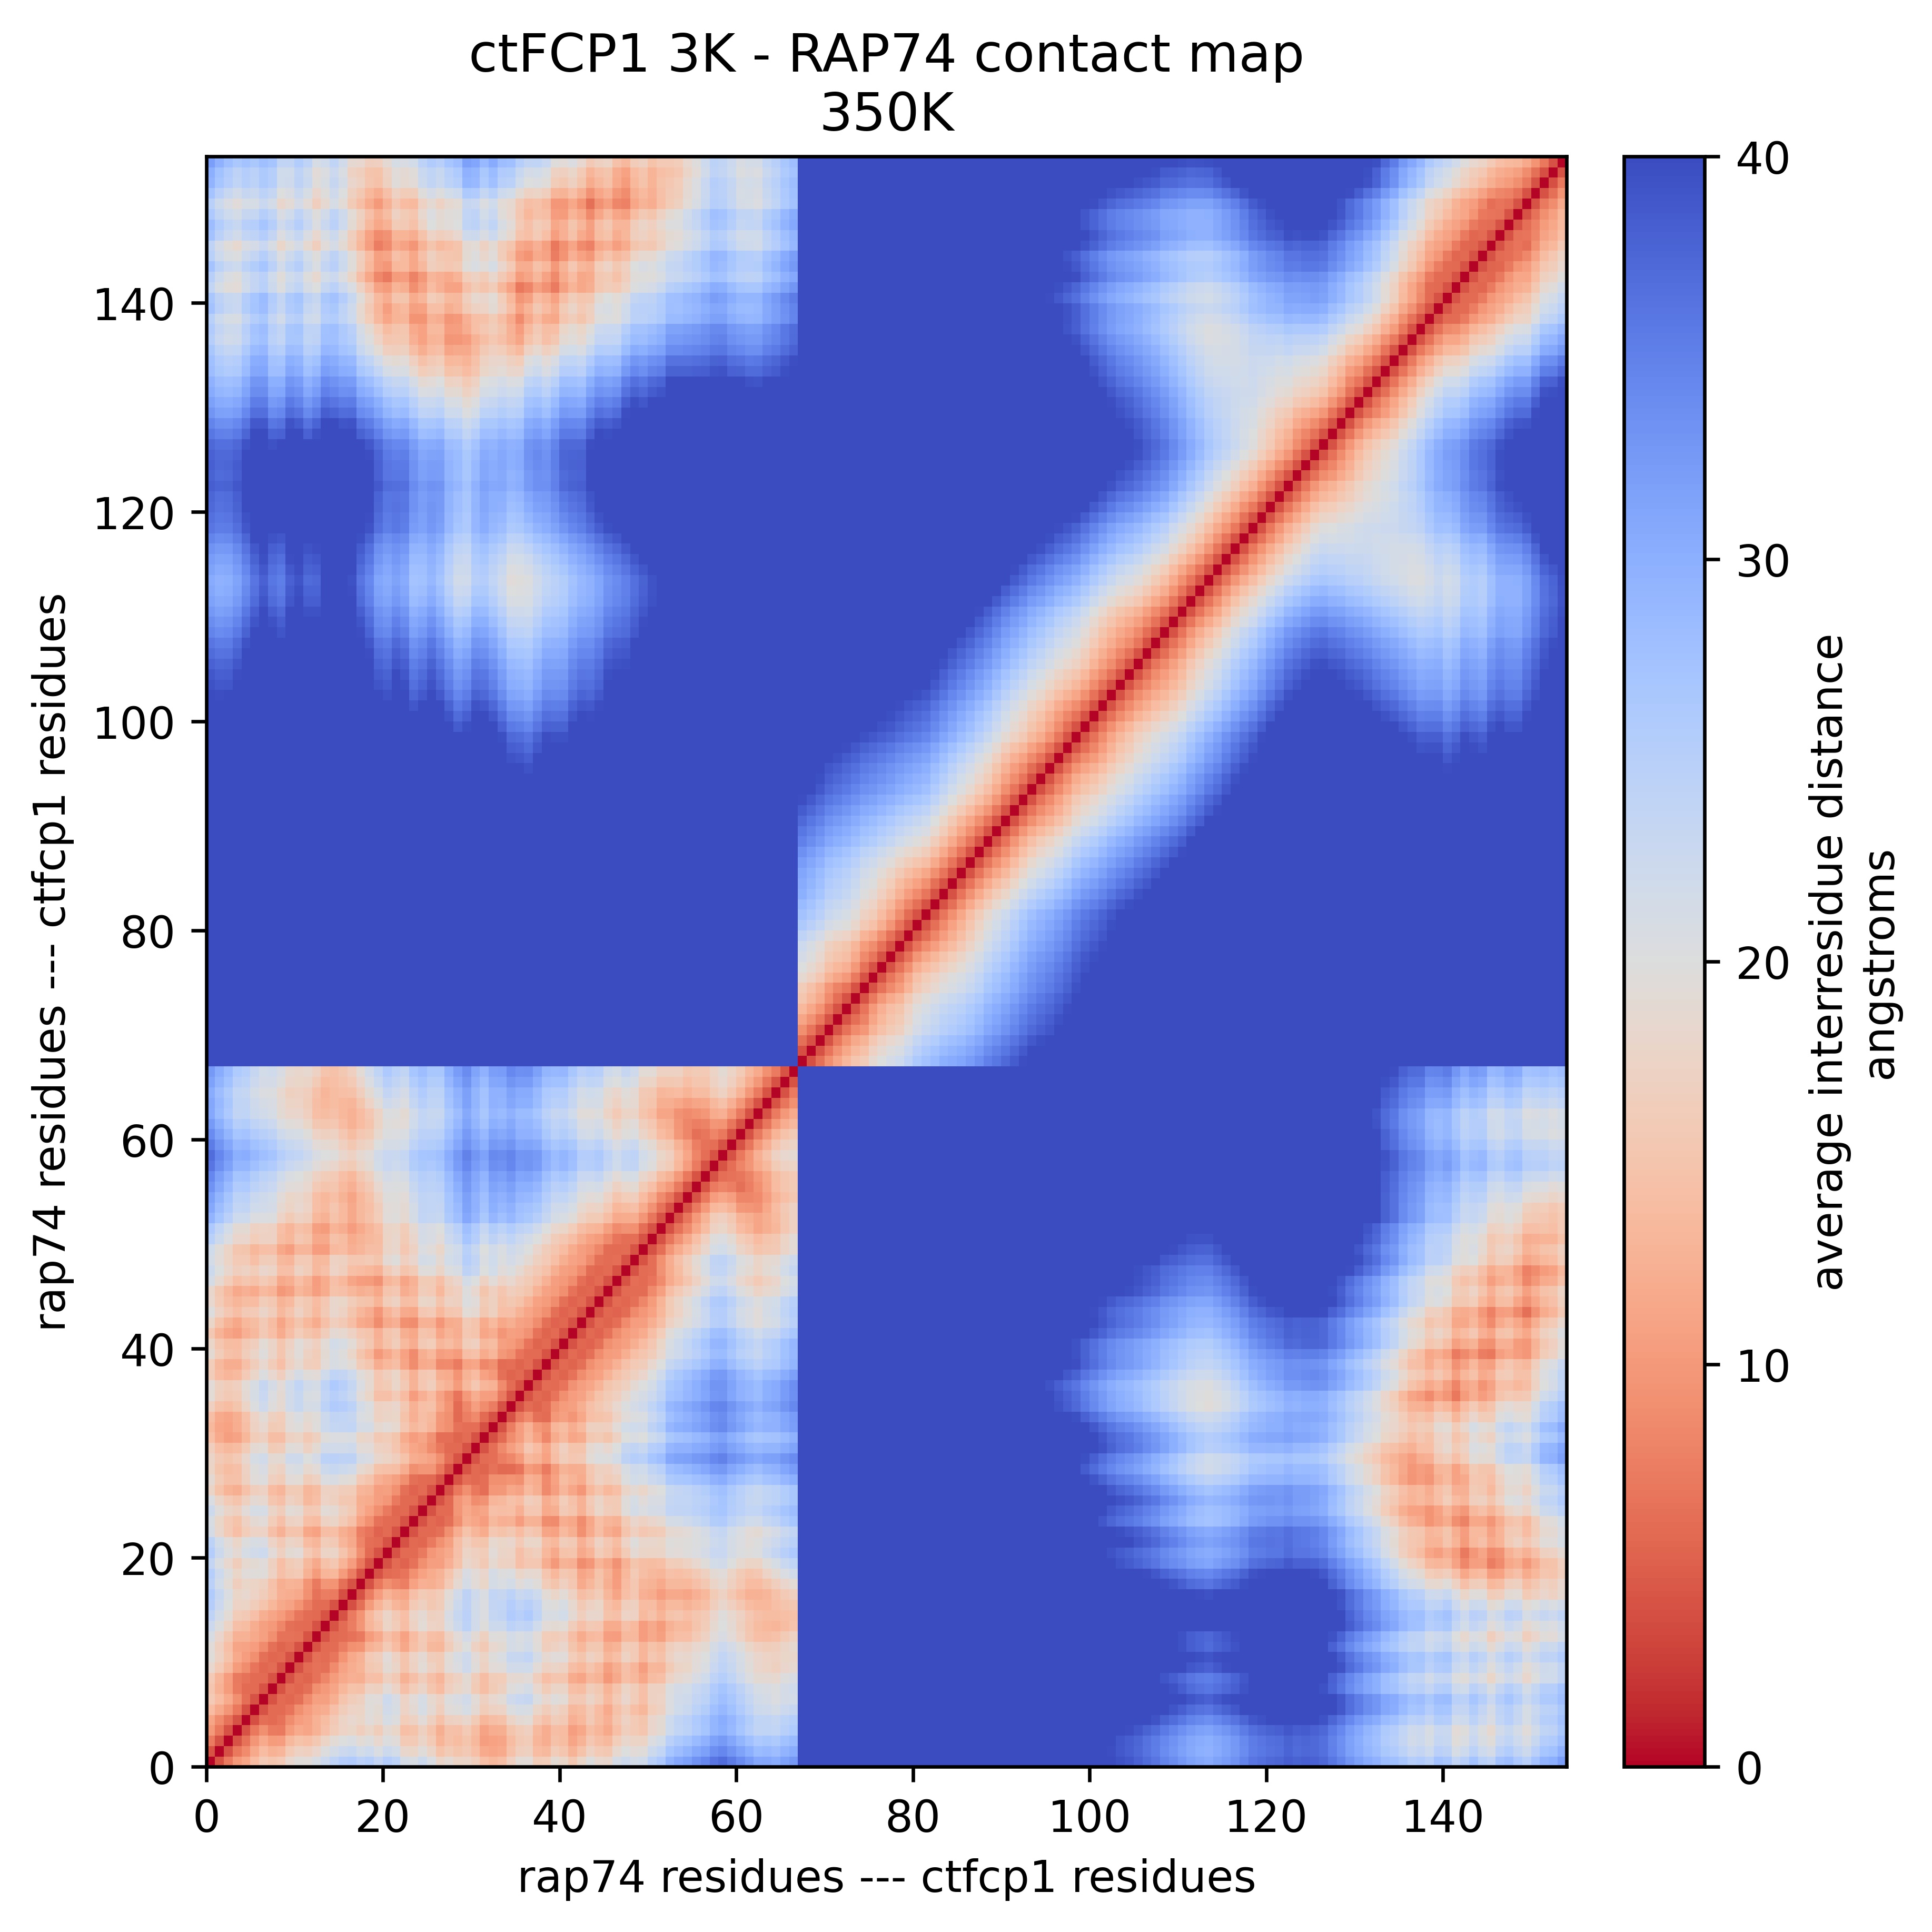 ctFCP1 3K - RAP74 contact map
350K
rap74 residues --- ctfcp1 residues
140
120
100
80
60
40
20
0
0 20 40 60 80 100 120 140
rap74 residues --- ctfcp1 residues
40
30
20
10
0
average interresidue distance
angstroms